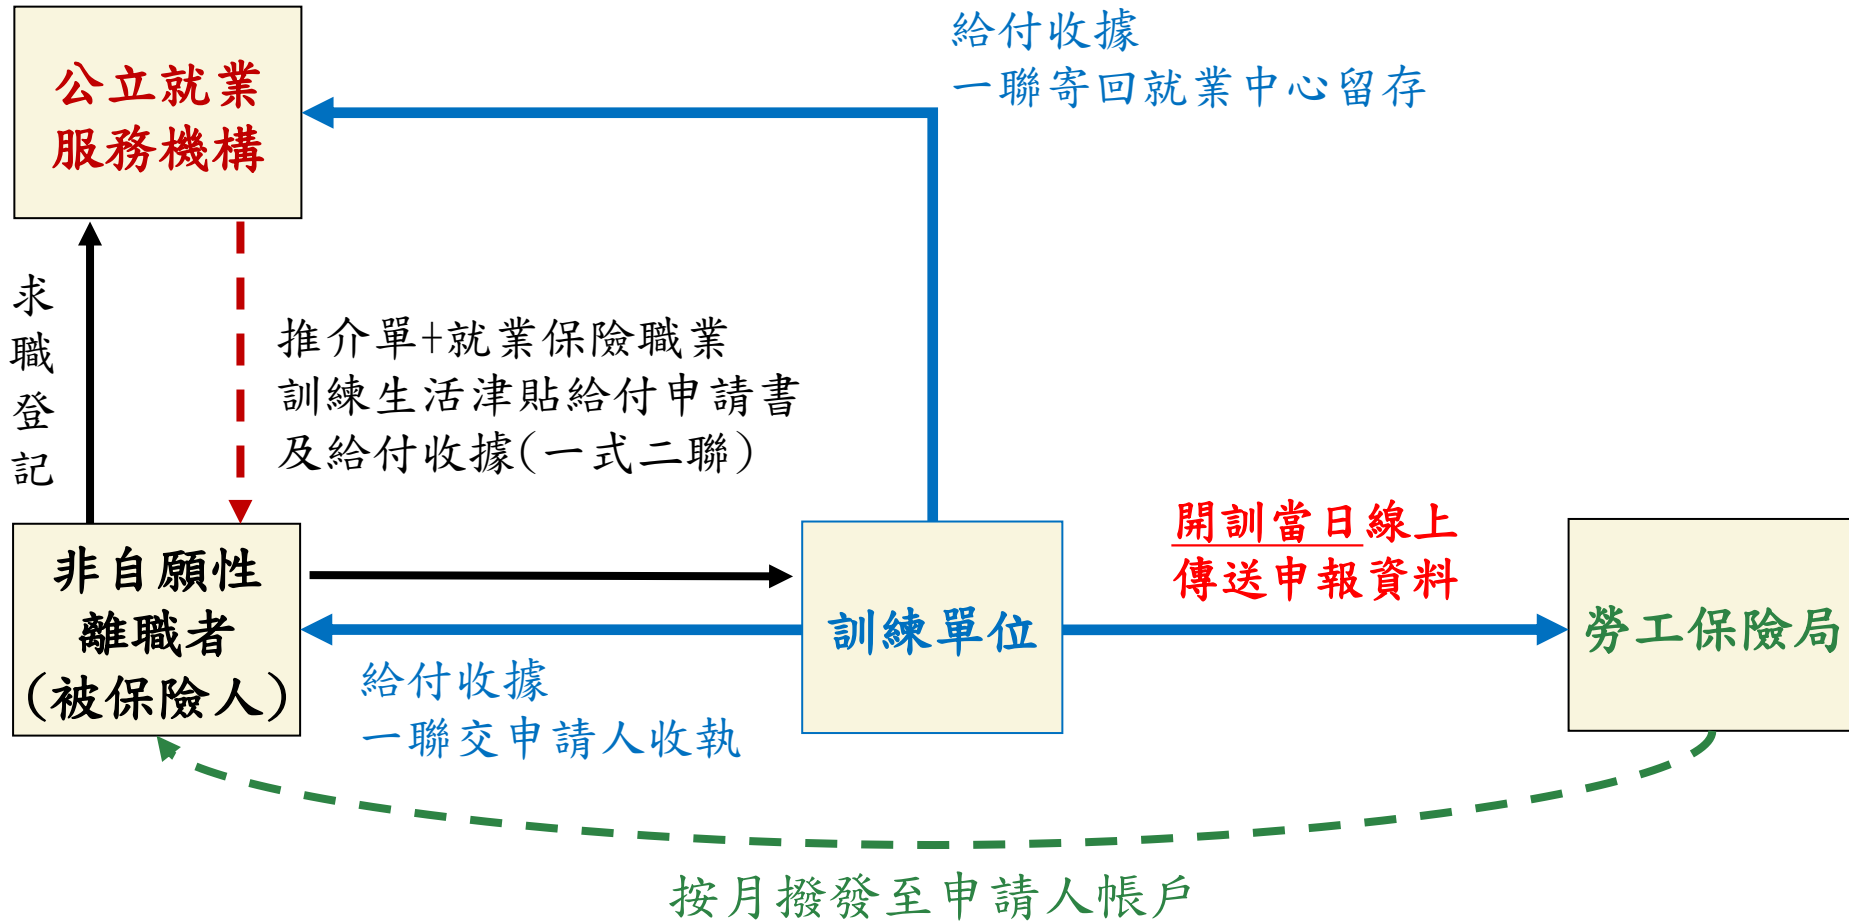 公立就業
服務機構
給付收據
一聯寄回就業中心留存
求職登記
推介單+就業保險職業
訓練生活津貼給付申請書
及給付收據(一式二聯)
非自願性
離職者
(被保險人)
訓練單位
開訓當日線上
傳送申報資料
勞工保險局
給付收據
一聯交申請人收執
按月撥發至申請人帳戶